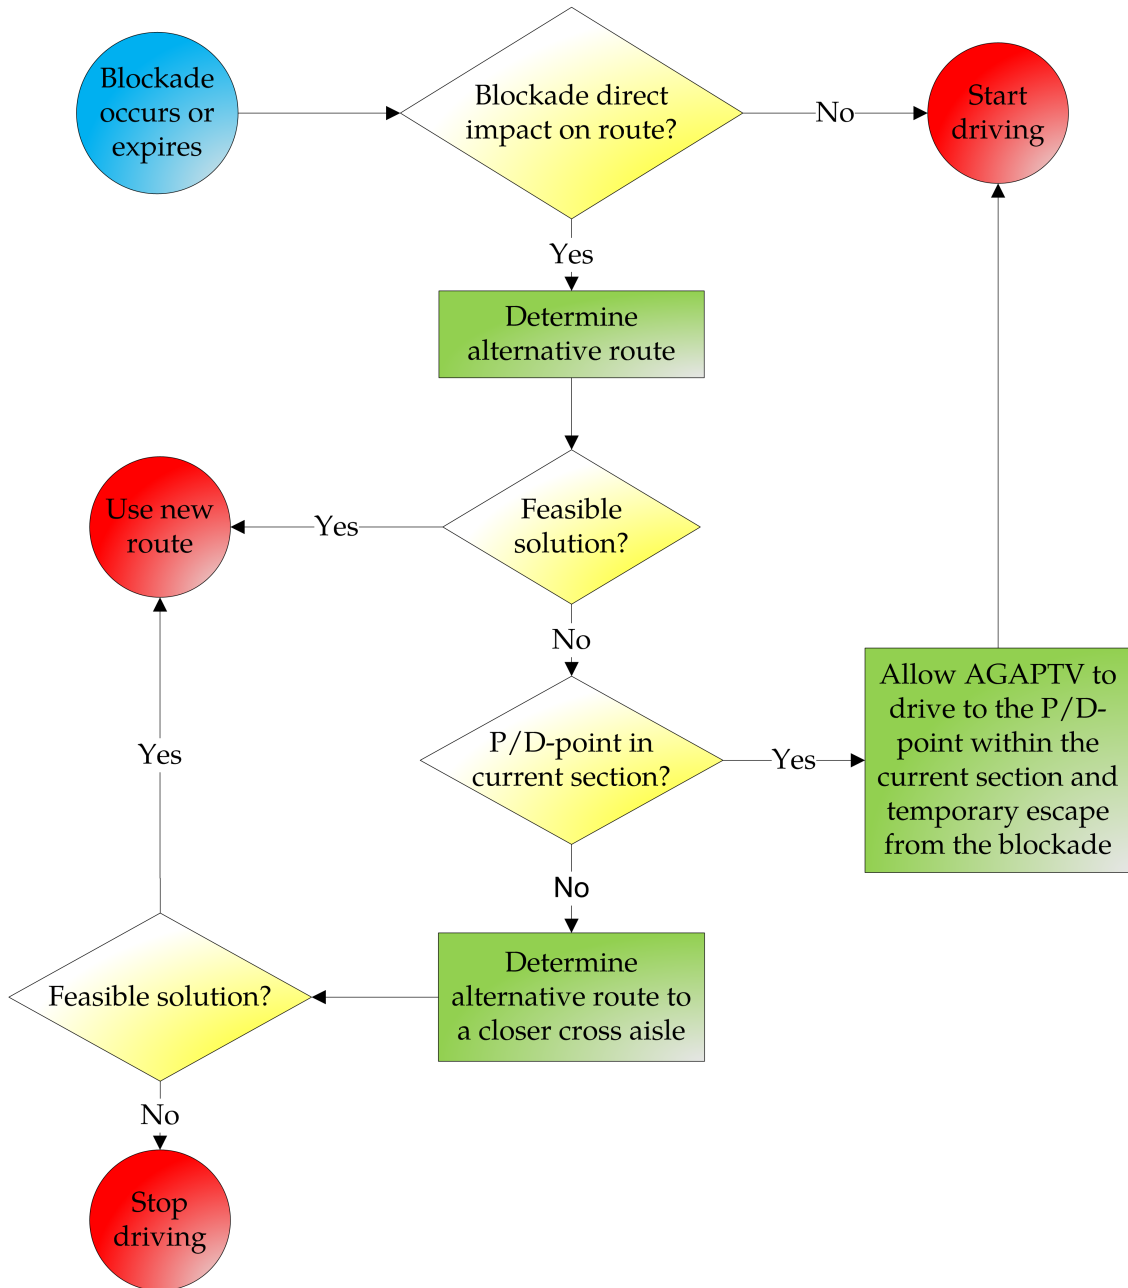 Blockade
occurs or
expires
Blockade direct
impact on route?
No
Start
driving
Yes
Determine
alternative route
Use new
route
Yes
Feasible
solution?
No
Yes
P/D-point in
current section?
Yes
Allow AGAPTV to
drive to the P/D-
point within the
current section and
temporary escape
from the blockade
No
Feasible solution?
Determine
alternative route to
a closer cross aisle
No
Stop
driving